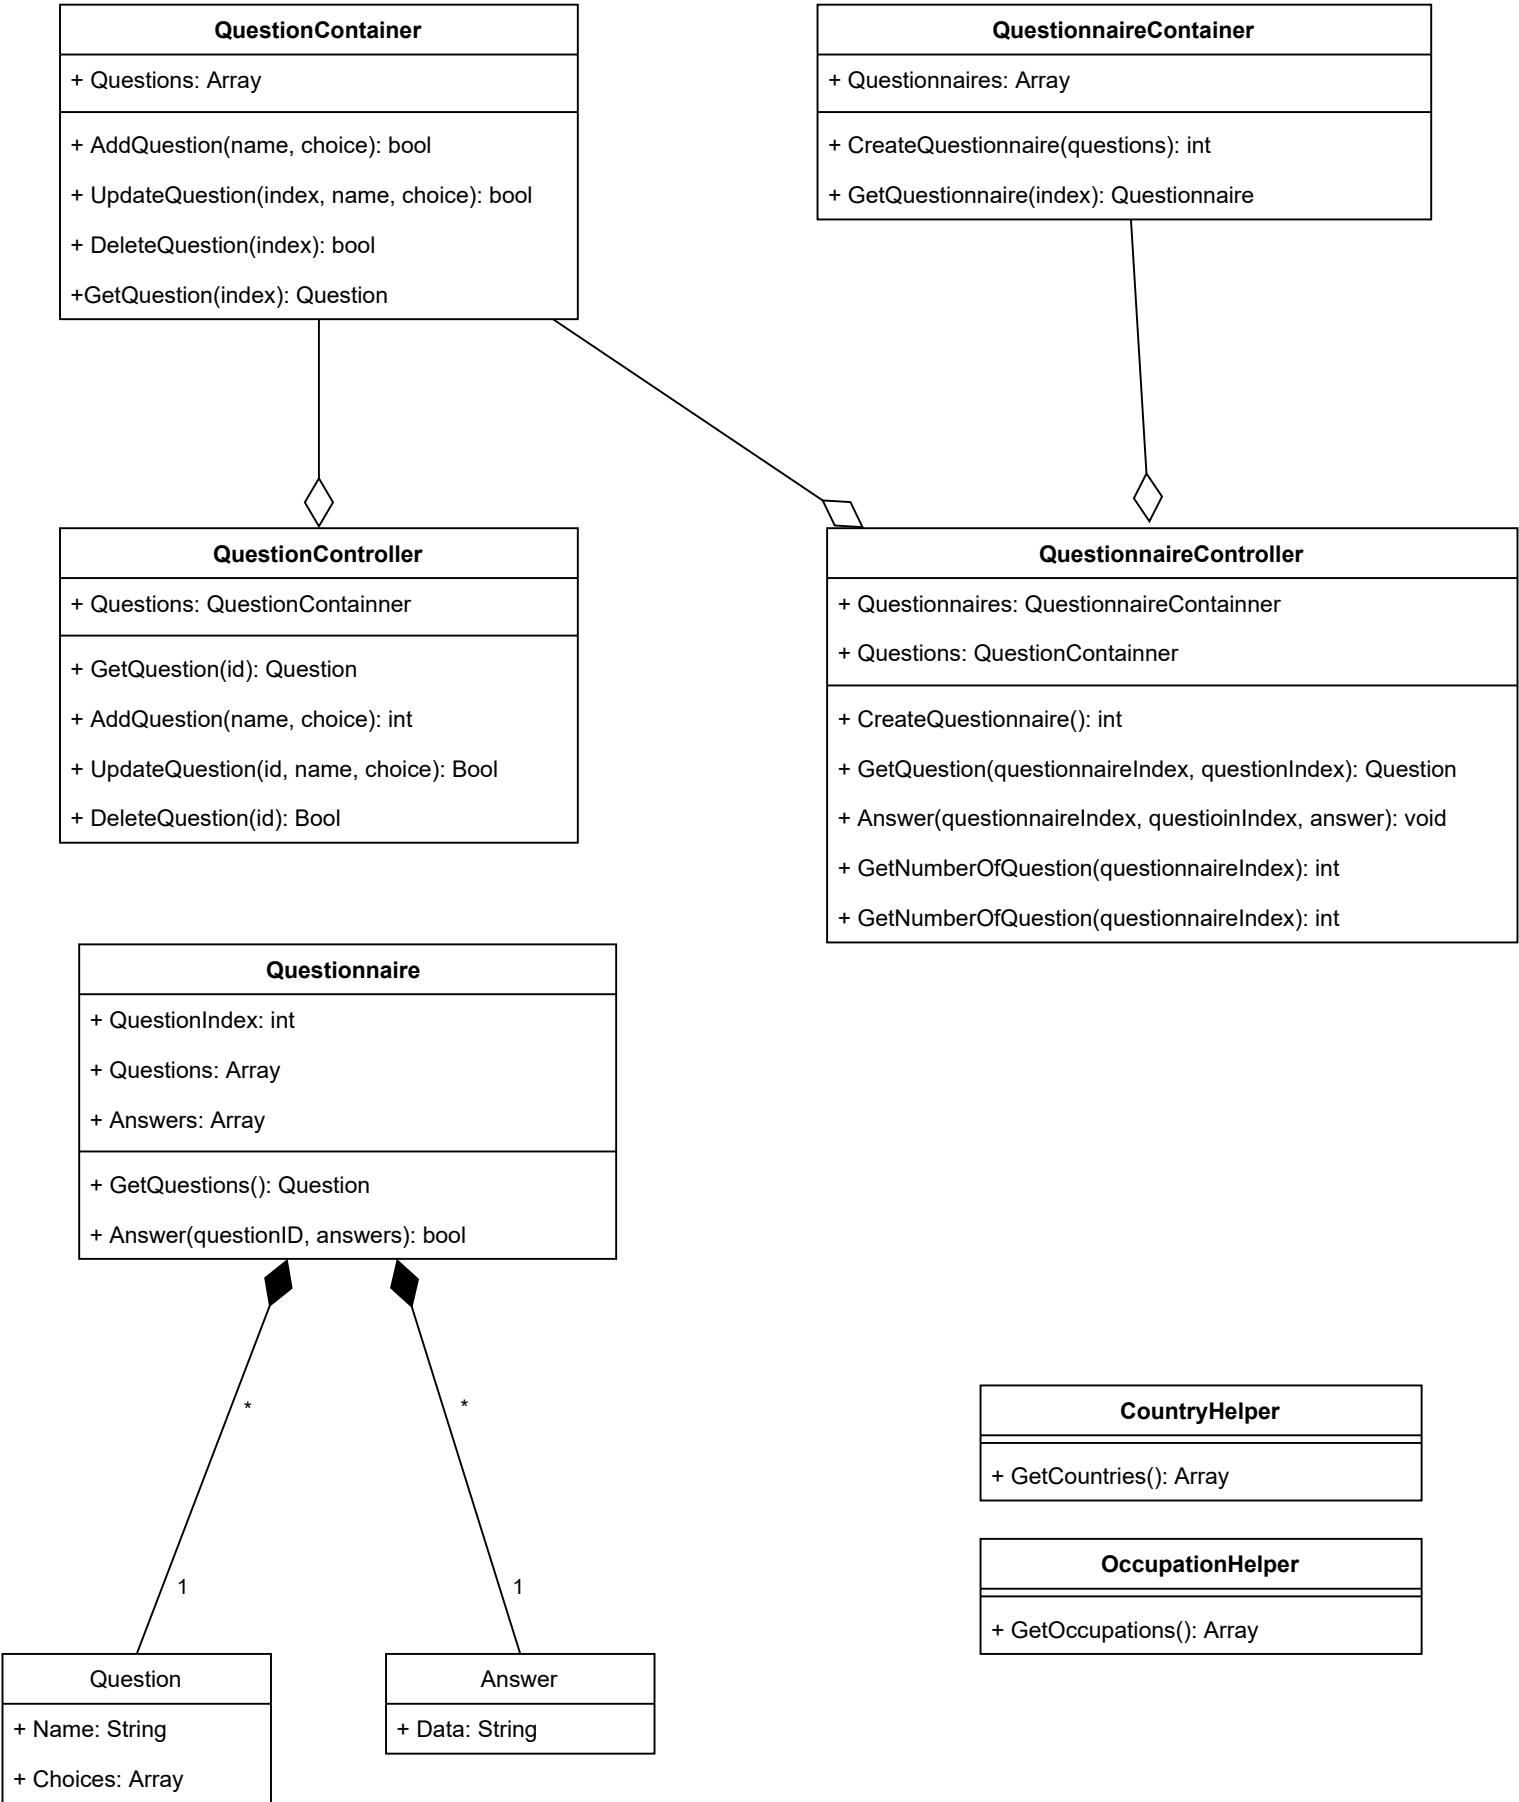 QuestionContainer
+ Questions: Array
+ AddQuestion(name, choice): bool
+ UpdateQuestion(index, name, choice): bool
+ DeleteQuestion(index): bool
+GetQuestion(index): Question
QuestionnaireContainer
+ Questionnaires: Array
+ CreateQuestionnaire(questions): int
+ GetQuestionnaire(index): Questionnaire
QuestionController
+ Questions: QuestionContainner
+ GetQuestion(id): Question
+ AddQuestion(name, choice): int
+ UpdateQuestion(id, name, choice): Bool
+ DeleteQuestion(id): Bool
QuestionnaireController
+ Questionnaires: QuestionnaireContainner
+ Questions: QuestionContainner
+ CreateQuestionnaire(): int
+ GetQuestion(questionnaireIndex, questionIndex): Question
+ Answer(questionnaireIndex, questioinIndex, answer): void
+ GetNumberOfQuestion(questionnaireIndex): int
+ GetNumberOfQuestion(questionnaireIndex): int
Questionnaire
+ QuestionIndex: int
+ Questions: Array
+ Answers: Array
+ GetQuestions(): Question
+ Answer(questionID, answers): bool
*
*
1
1
Question
+ Name: String
+ Choices: Array
Answer
+ Data: String
CountryHelper
+ GetCountries(): Array
OccupationHelper
+ GetOccupations(): Array